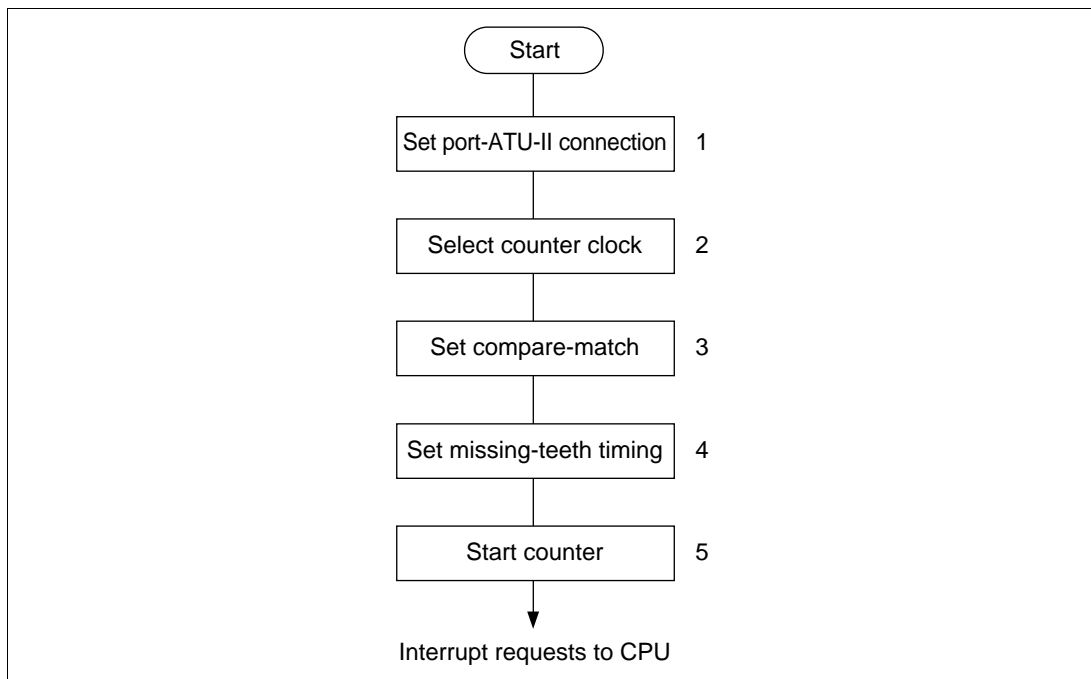 Start
Set port-ATU-II connection 1
Select counter clock 2
Set compare-match 3
Set missing-teeth timing 4
Start counter 5
Interrupt requests to CPU